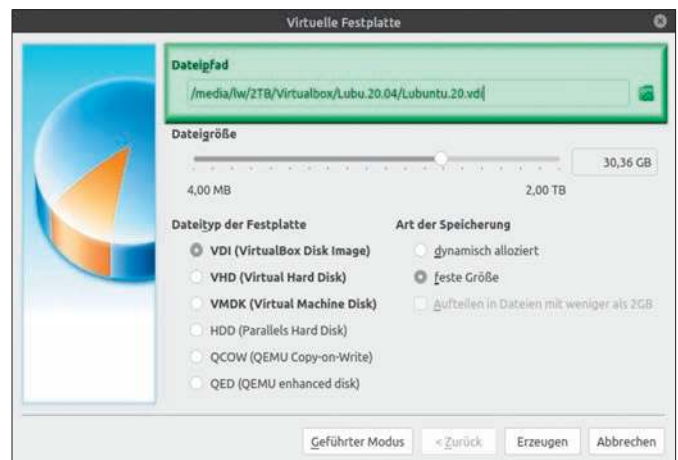 Virtuelle Festplatte
Dateipfad
/media/lw/2TB/Virtualbox/Lubu.20.04/Lubuntu.20.vdi
Dateigröße
30,36 GB
4,00 MB 2,00 TB
Dateityp der Festplatte
VDI (VirtualBox Disk Image)
VHD (Virtual Hard Disk)
VMDK (Virtual Machine Disk)
HDD (Parallels Hard Disk)
QCOW (QEMU Copy-on-Write)
QED (QEMU enhanced disk)
Art der Speicherung
dynamisch alloziert
feste Größe
Aufteilen in Dateien mit weniger als 2GB
Geführter Modus < Zurück Erzeugen Abbrechen